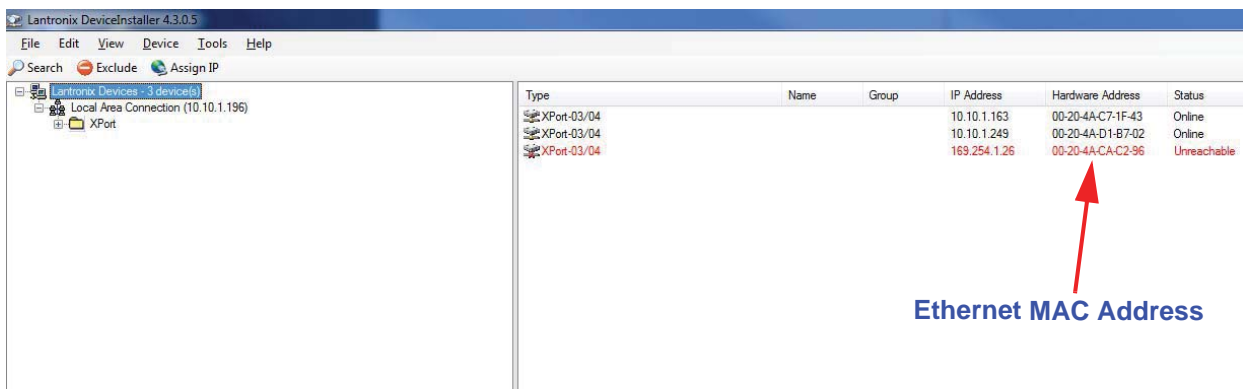 Lantronix DeviceInstaller 4.3.0.5
File Edit View Device Tools Help
Search Exclude Assign IP
Lantronix Devices - 3 device(s)
Local Area Connection (10.10.1.196)
XPort
Type Name Group IP Address Hardware Address Status
XPort-03/04 10.10.1.163 00-20-4A-C7-1F-43 Online
XPort-03/04 10.10.1.249 00-20-4A-D1-B7-02 Online
XPort-03/04 169.254.1.26 00-20-4A-CA-C2-96 Unreachable
Ethernet MAC Address